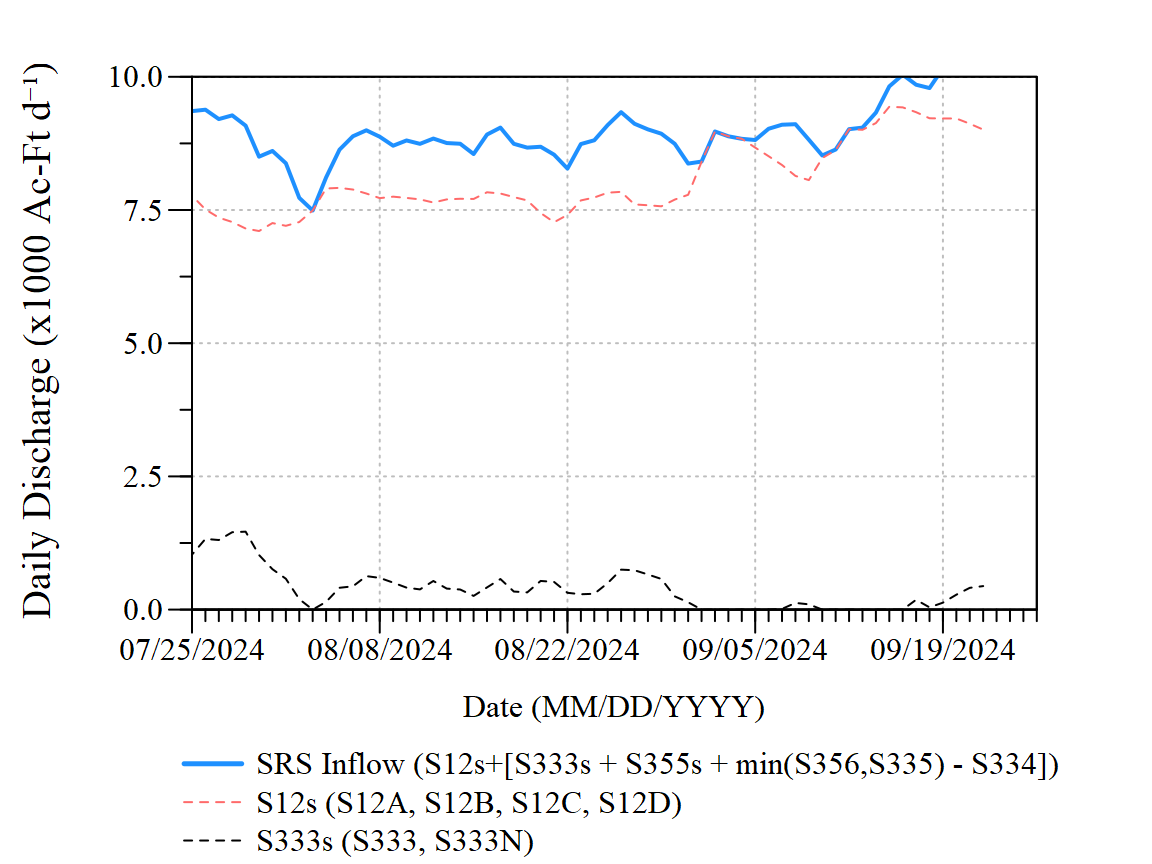 Daily Discharge (x1000 Ac-Ft d⁻¹)
10.0
7.5
5.0
2.5
0.0
07/25/2024 08/08/2024 08/22/2024 09/05/2024 09/19/2024
Date (MM/DD/YYYY)
SRS Inflow (S12s+[S333s + S355s + min(S356,S335) - S334])
S12s (S12A, S12B, S12C, S12D)
S333s (S333, S333N)